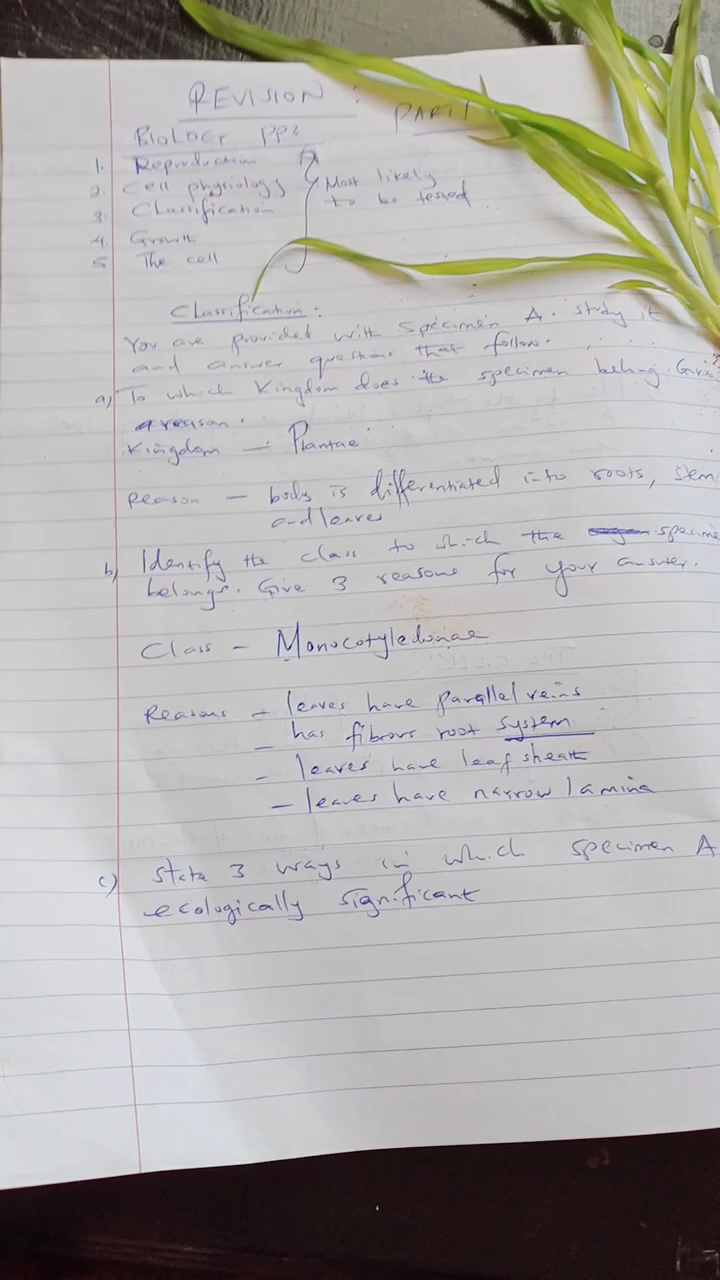 REVISION :
PART 1
BIOLOGY PP3
1. Reproduction
2. Cell physiology
3. Classification
4. Growth
5 The cell
Most likely
to be tested
Classification:
You are provided with specimen A. study it
and answer questions that follow.
a) To which Kingdom does the specimen belong. Give
a reason.
Kingdom — Plantae
Reason — body is differentiated into roots, stem
and leaves
b) Identify the class to which the specime
belongs. Give 3 reasons for your answer.
Class — Monocotyledonae
Reasons — leaves have parallel veins
— has fibrous root system
— leaves have leaf sheath
— leaves have narrow lamina
c) State 3 ways in which specimen A
ecologically significant